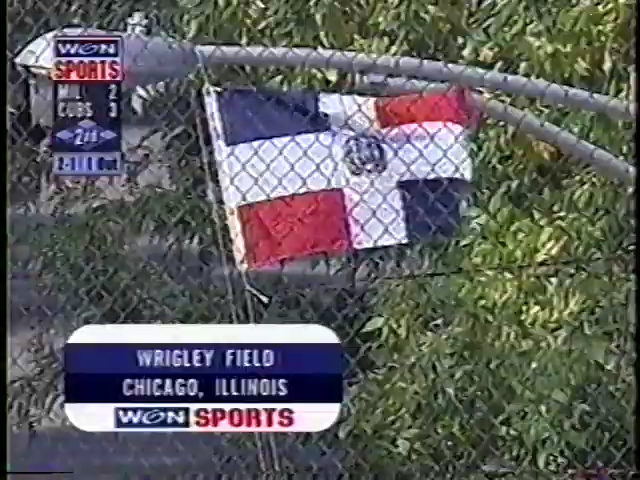 WGN
SPORTS
MIL 2
CUBS 3
2nd
2-1 1 Out
WRIGLEY FIELD
CHICAGO, ILLINOIS
WGN SPORTS